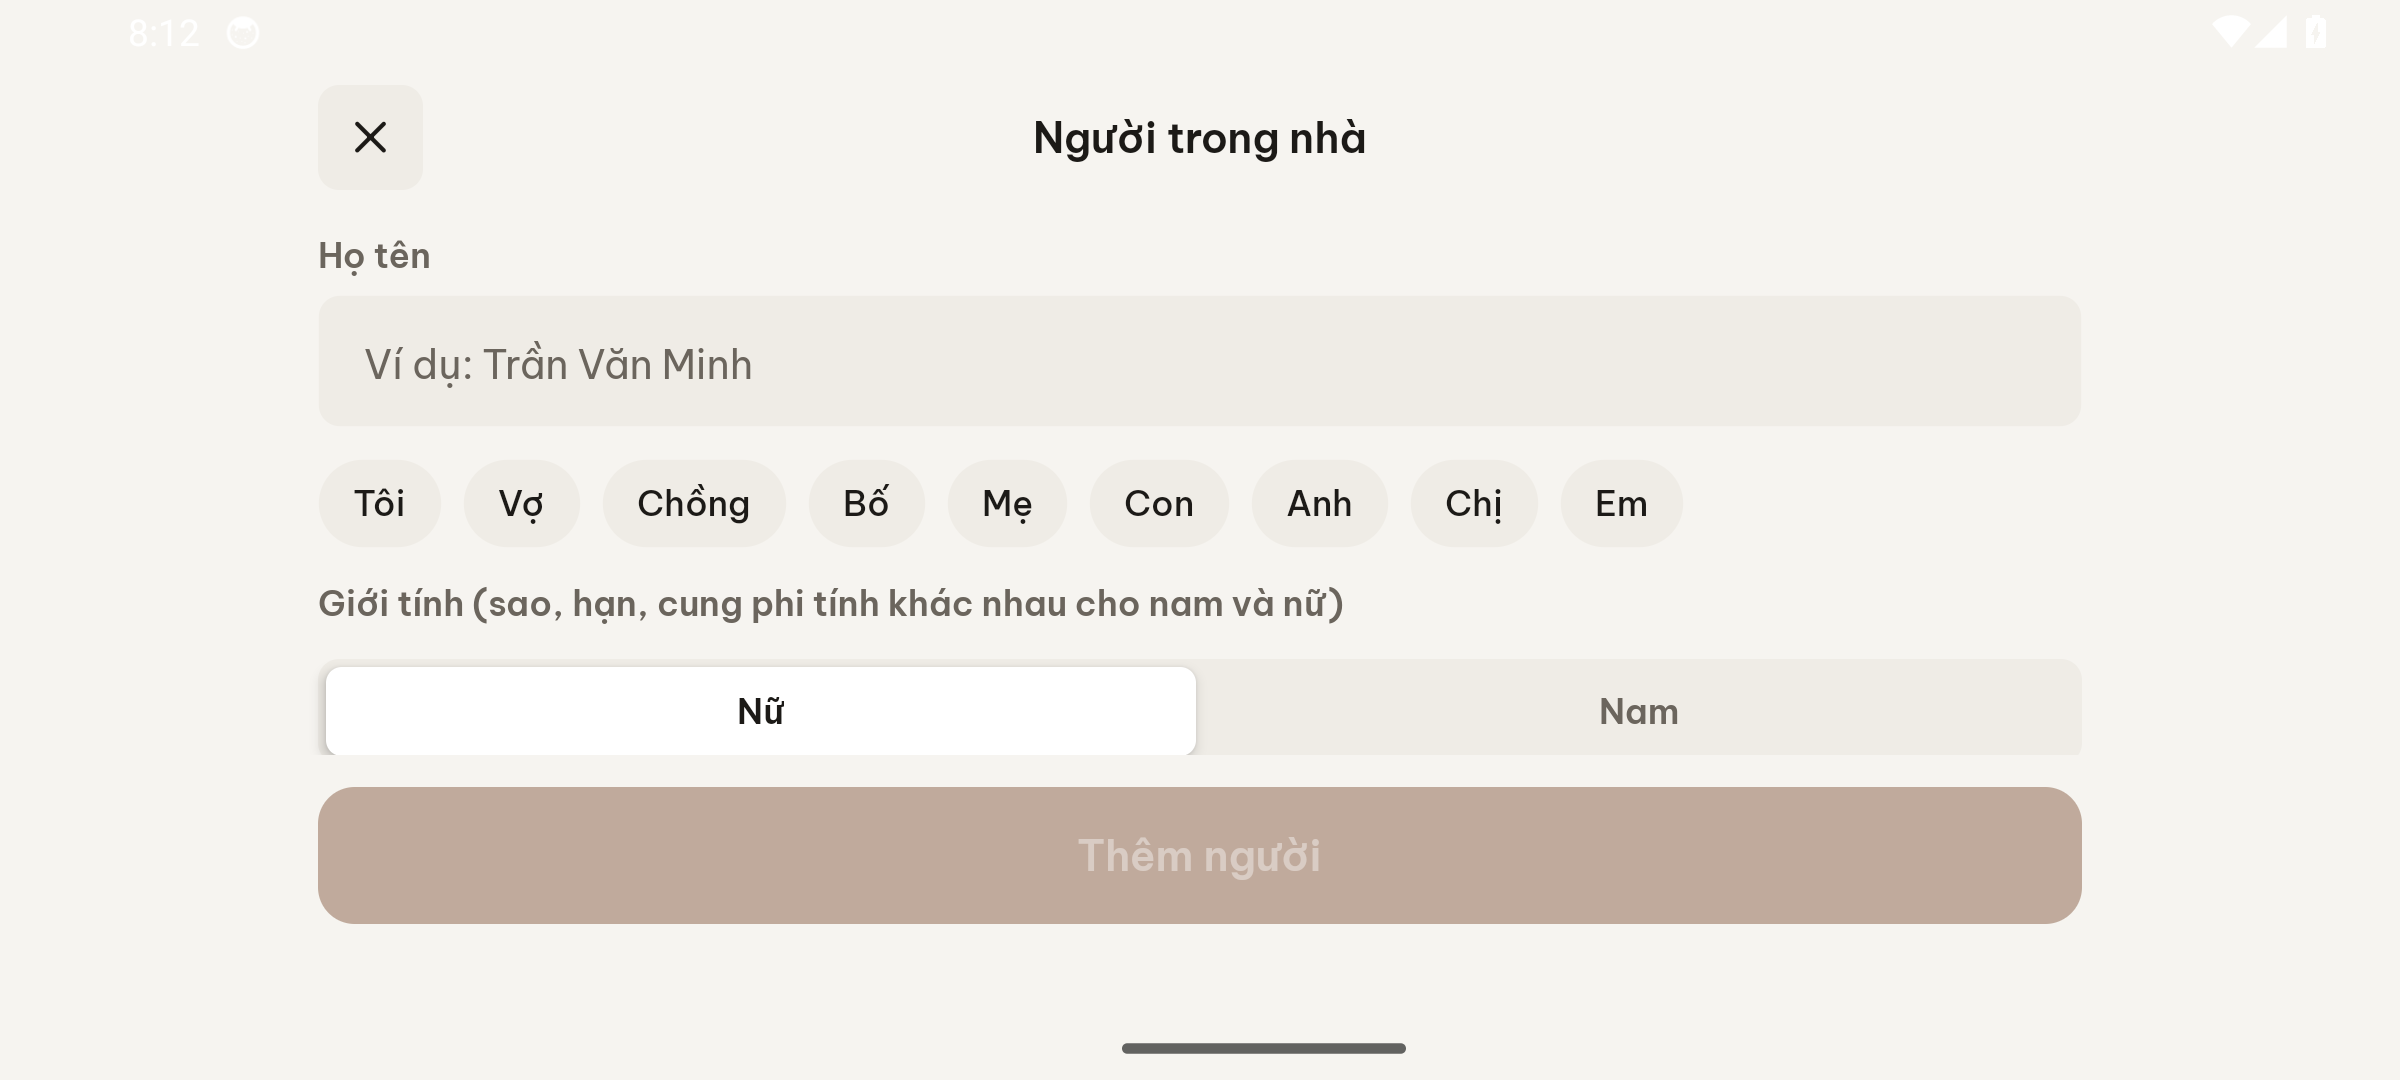 8:12
Người trong nhà
Họ tên
Ví dụ: Trần Văn Minh
Tôi Vợ Chồng Bố Mẹ Con Anh Chị Em
Giới tính (sao, hạn, cung phi tính khác nhau cho nam và nữ)
Nữ Nam
Thêm người